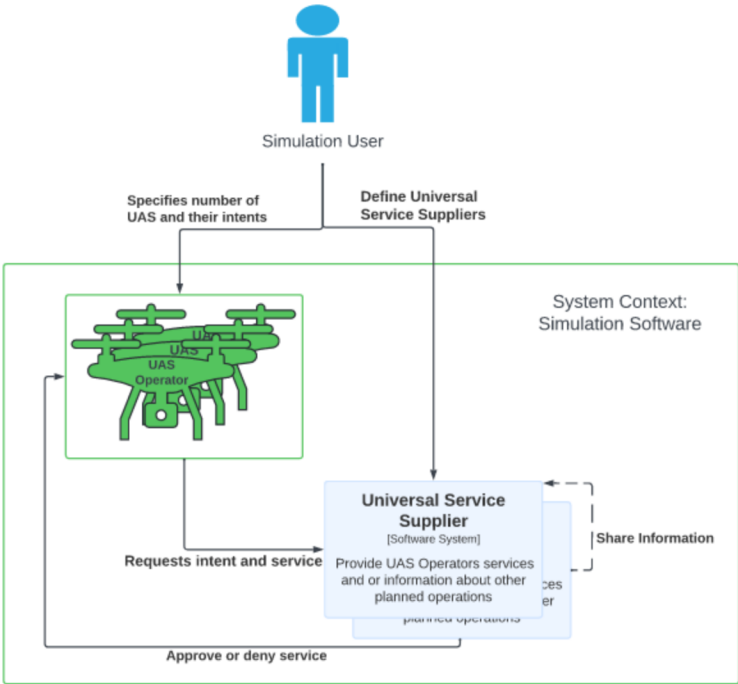 Simulation User
Specifies number of
UAS and their intents
Define Universal
Service Suppliers
System Context:
Simulation Software
UAS
UAS
Operator
Universal Service
Supplier
[Software System]
Provide UAS Operators services
and or information about other
planned operations
planned operations
Share Information
Requests intent and service
Approve or deny service